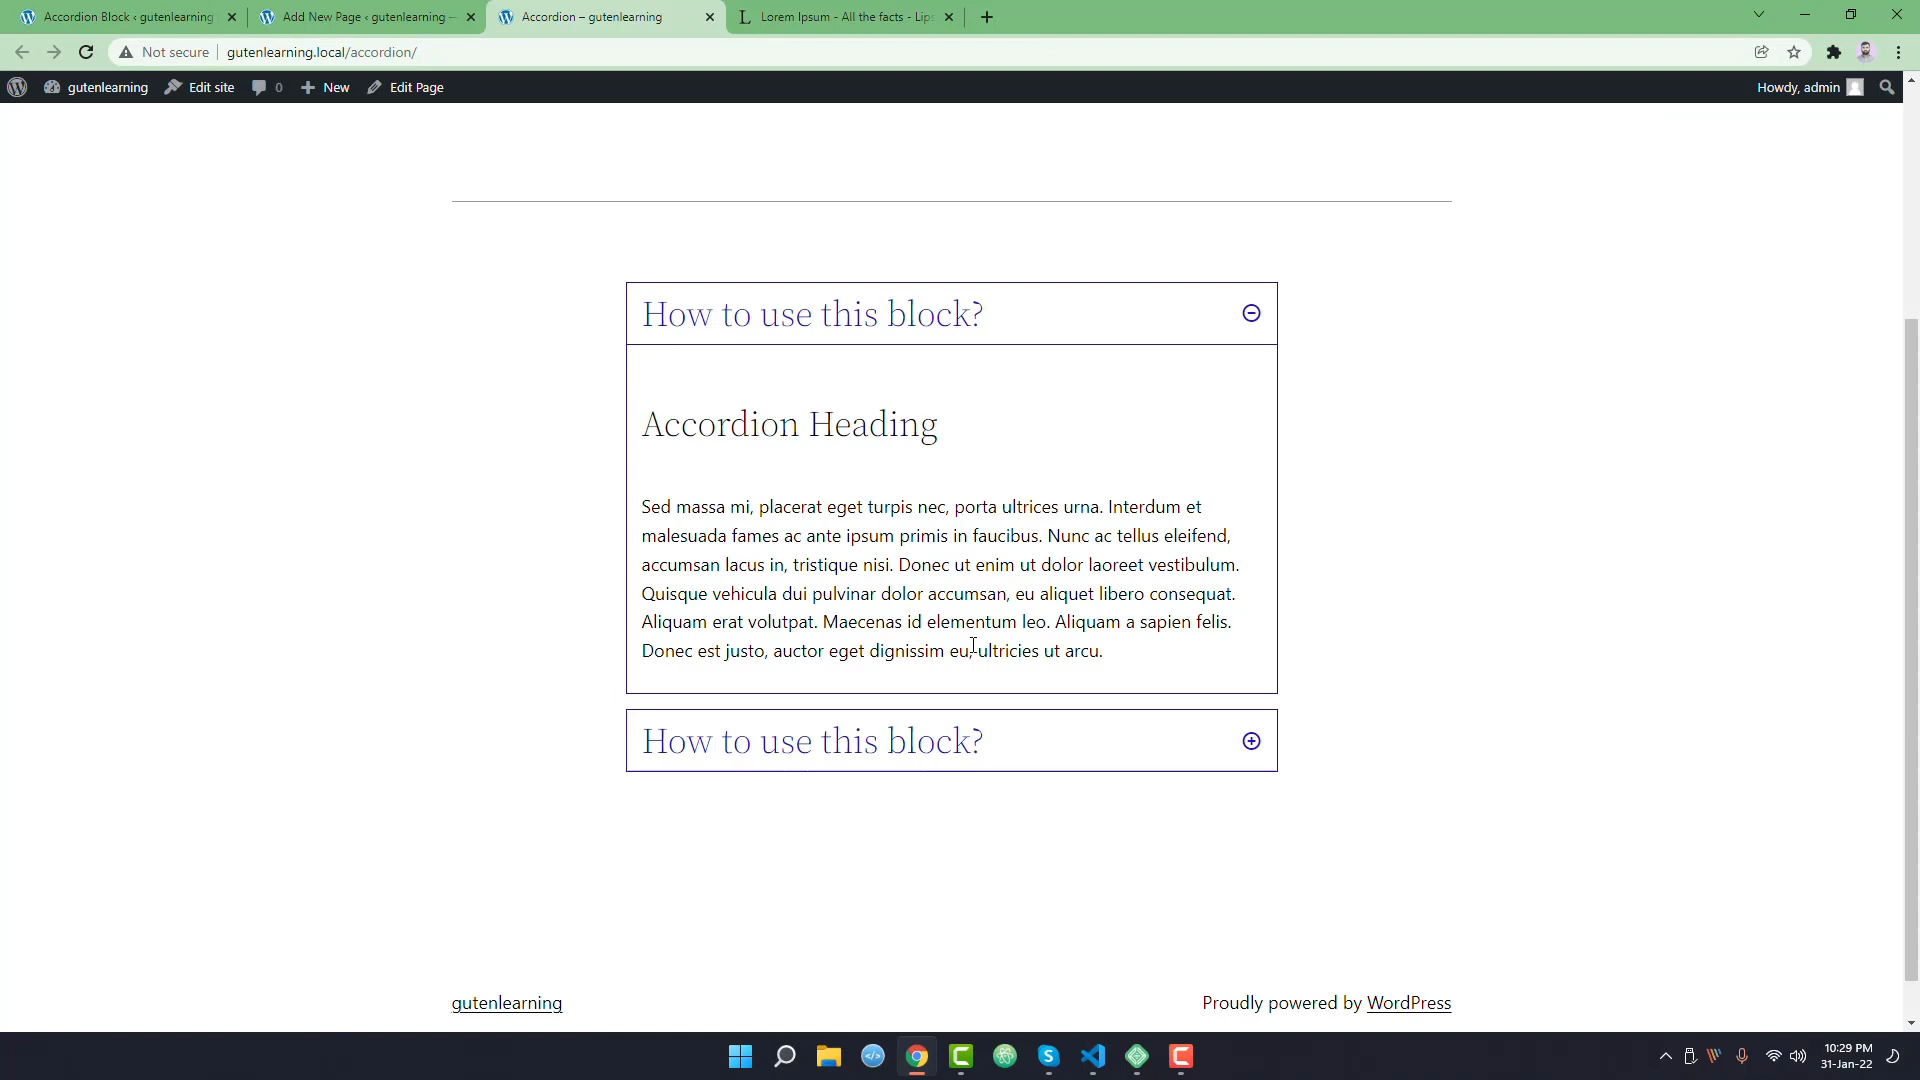 Accordion Block ‹ gutenlearning
Add New Page ‹ gutenlearning —
Accordion – gutenlearning
Lorem Ipsum - All the facts - Lips
Not secure
gutenlearning.local/accordion/
gutenlearning
Edit site
0
New
Edit Page
Howdy, admin
How to use this block?
Accordion Heading
Sed massa mi, placerat eget turpis nec, porta ultrices urna. Interdum et
malesuada fames ac ante ipsum primis in faucibus. Nunc ac tellus eleifend,
accumsan lacus in, tristique nisi. Donec ut enim ut dolor laoreet vestibulum.
Quisque vehicula dui pulvinar dolor accumsan, eu aliquet libero consequat.
Aliquam erat volutpat. Maecenas id elementum leo. Aliquam a sapien felis.
Donec est justo, auctor eget dignissim eu, ultricies ut arcu.
How to use this block?
gutenlearning
Proudly powered by WordPress
10:29 PM
31-Jan-22